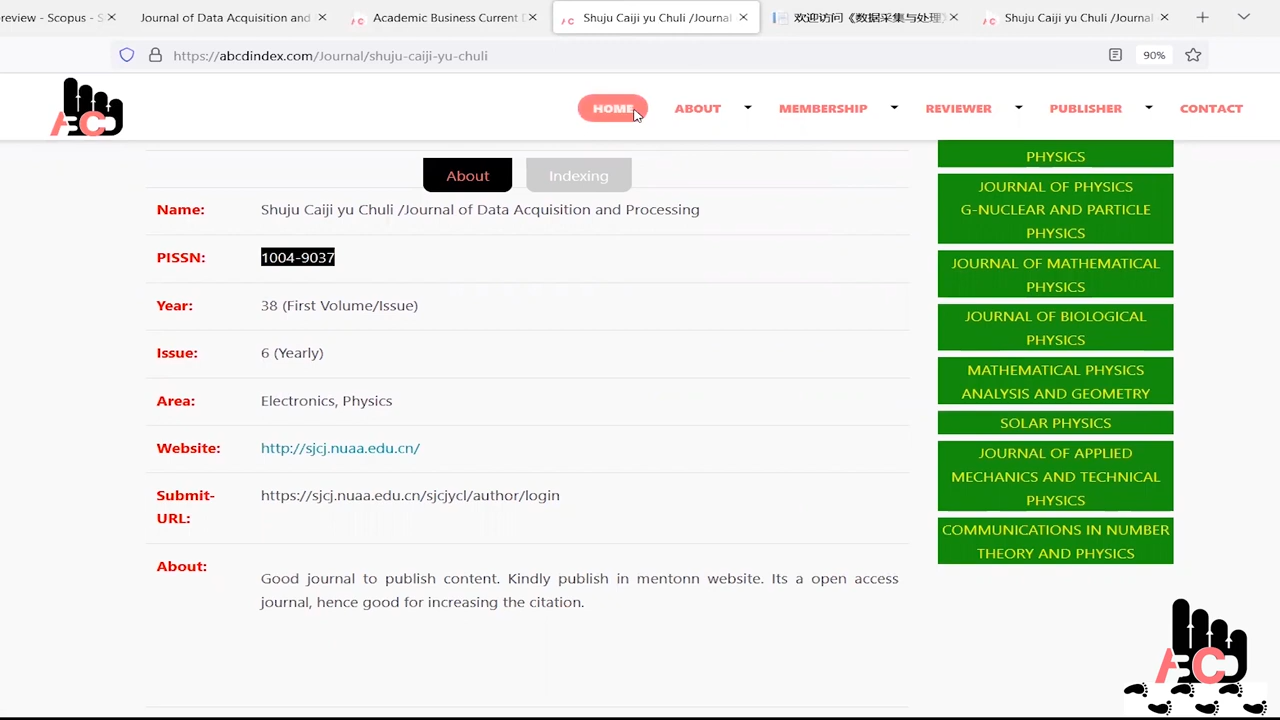 review - Scopus - S
Journal of Data Acquisition and
Academic Business Current D
Shuju Caiji yu Chuli /Journal
欢迎访问《数据采集与处理》
Shuju Caiji yu Chuli /Journal
https://abcdindex.com/Journal/shuju-caiji-yu-chuli
90%
ABCD
HOME
ABOUT
MEMBERSHIP
REVIEWER
PUBLISHER
CONTACT
About
Indexing
Name: Shuju Caiji yu Chuli /Journal of Data Acquisition and Processing
PISSN: 1004-9037
Year: 38 (First Volume/Issue)
Issue: 6 (Yearly)
Area: Electronics, Physics
Website: http://sjcj.nuaa.edu.cn/
Submit- https://sjcj.nuaa.edu.cn/sjcjycl/author/login
URL:
About: Good journal to publish content. Kindly publish in mentonn website. Its a open access
journal, hence good for increasing the citation.
PHYSICS
JOURNAL OF PHYSICS
G-NUCLEAR AND PARTICLE
PHYSICS
JOURNAL OF MATHEMATICAL
PHYSICS
JOURNAL OF BIOLOGICAL
PHYSICS
MATHEMATICAL PHYSICS
ANALYSIS AND GEOMETRY
SOLAR PHYSICS
JOURNAL OF APPLIED
MECHANICS AND TECHNICAL
PHYSICS
COMMUNICATIONS IN NUMBER
THEORY AND PHYSICS
ABCD